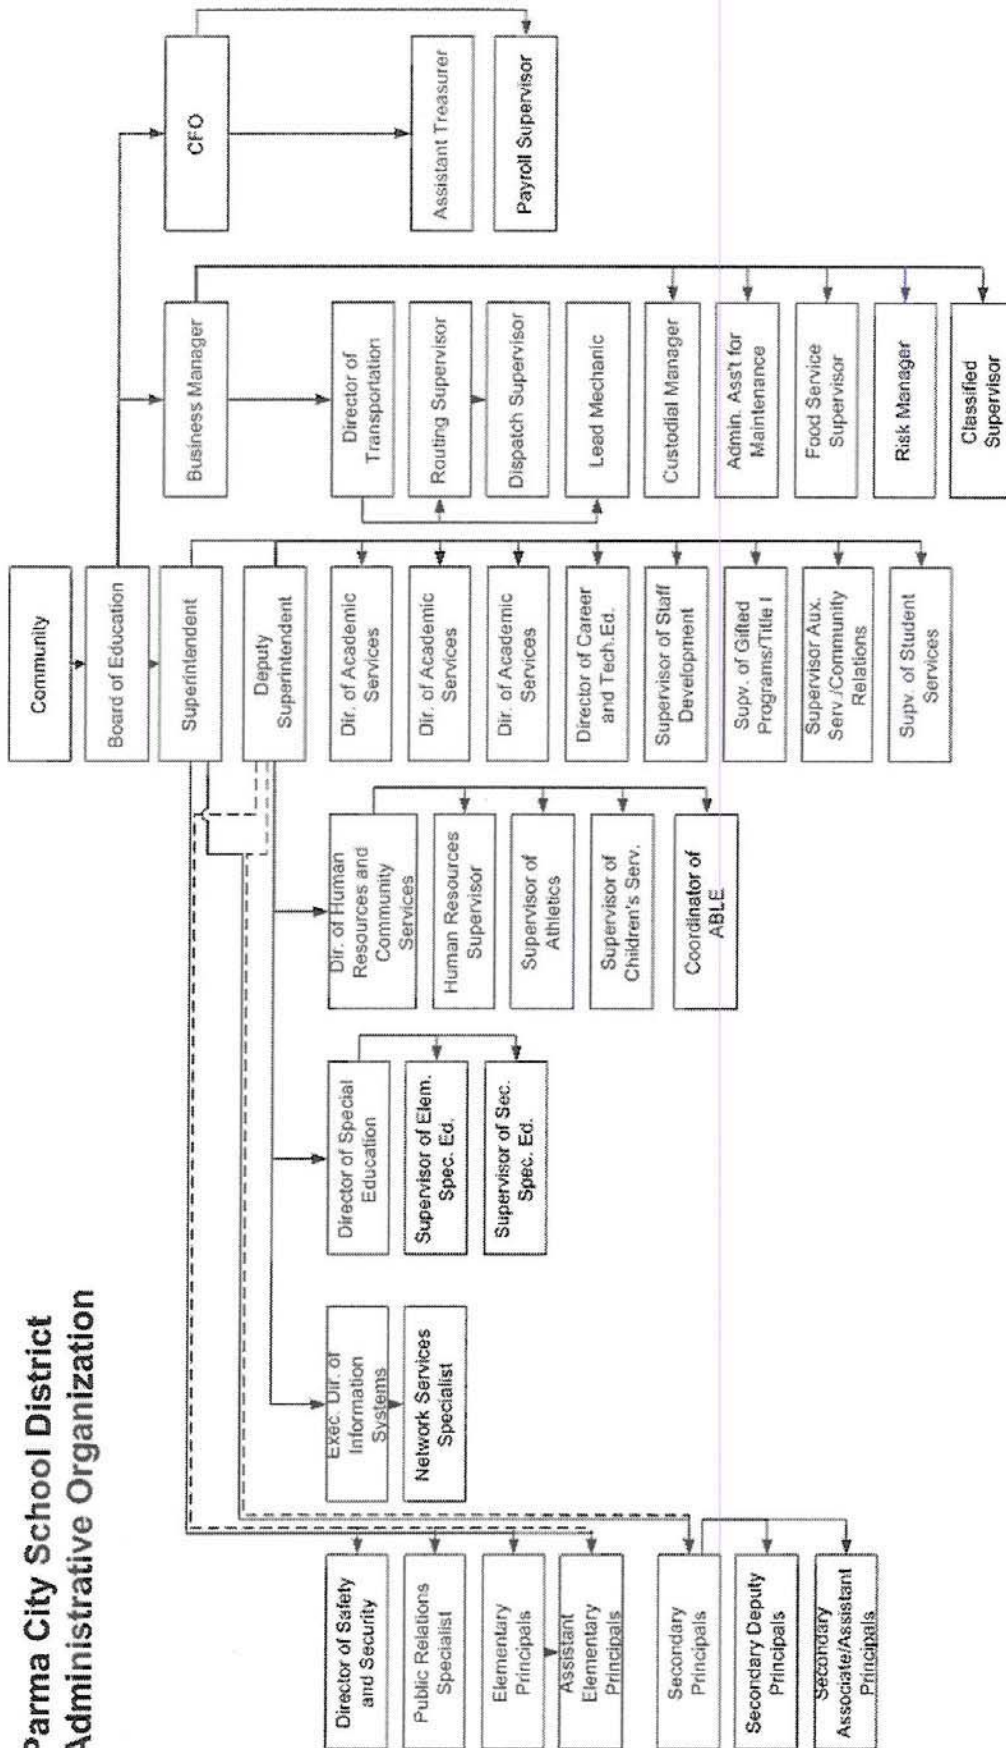 Parma City School District
Administrative Organization
Community
Board of Education
Superintendent
Deputy
Superintendent
Business Manager
CFO
Director of Safety
and Security
Public Relations
Specialist
Elementary
Principals
Assistant
Elementary
Principals
Secondary
Principals
Secondary Deputy
Principals
Secondary
Associate/Assistant
Principals
Exec. Dir. of
Information
Systems
Network Services
Specialist
Director of Special
Education
Supervisor of Elem.
Spec. Ed.
Supervisor of Sec.
Spec. Ed.
Dir. of Human
Resources and
Community
Services
Human Resources
Supervisor
Supervisor of
Athletics
Supervisor of
Children's Serv.
Coordinator of
ABLE
Dir. of Academic
Services
Dir. of Academic
Services
Dir. of Academic
Services
Director of Career
and Tech.Ed.
Supervisor of Staff
Development
Supv. of Gifted
Programs/Title I
Supervisor Aux.
Serv./Community
Relations
Supv. of Student
Services
Director of
Transportation
Routing Supervisor
Dispatch Supervisor
Lead Mechanic
Custodial Manager
Admin. Ass't for
Maintenance
Food Service
Supervisor
Risk Manager
Classified
Supervisor
Assistant Treasurer
Payroll Supervisor